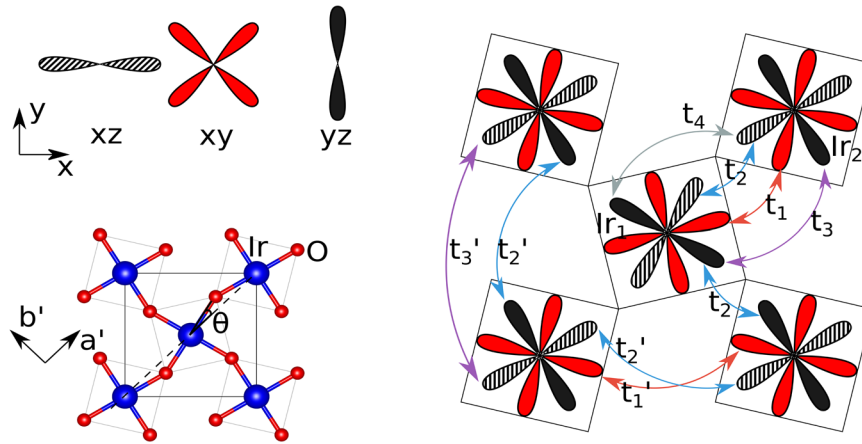 xz
xy
yz
y
x
Ir
O
θ
b'
a'
t₄
Ir₂
t₂
t₁
Ir₁
t₃
t₃'
t₂'
t₂
t₂'
t₁'